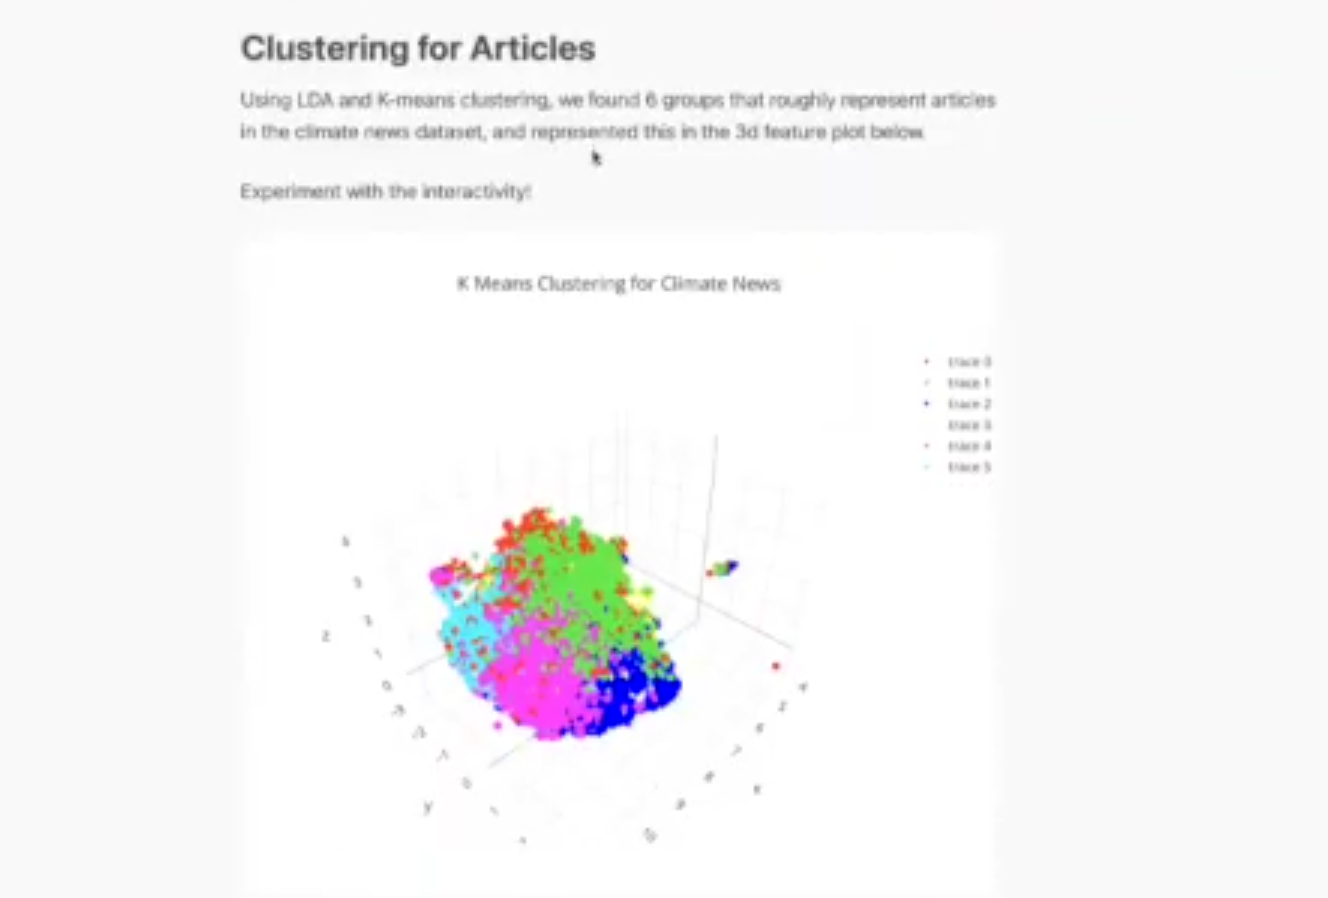 Clustering for Articles
Using LDA and K-means clustering, we found 6 groups that roughly represent articles
in the climate news dataset, and represented this in the 3d feature plot below.
Experiment with the interactivity!
K Means Clustering for Climate News
trace 0
trace 1
trace 2
trace 3
trace 4
trace 5
y